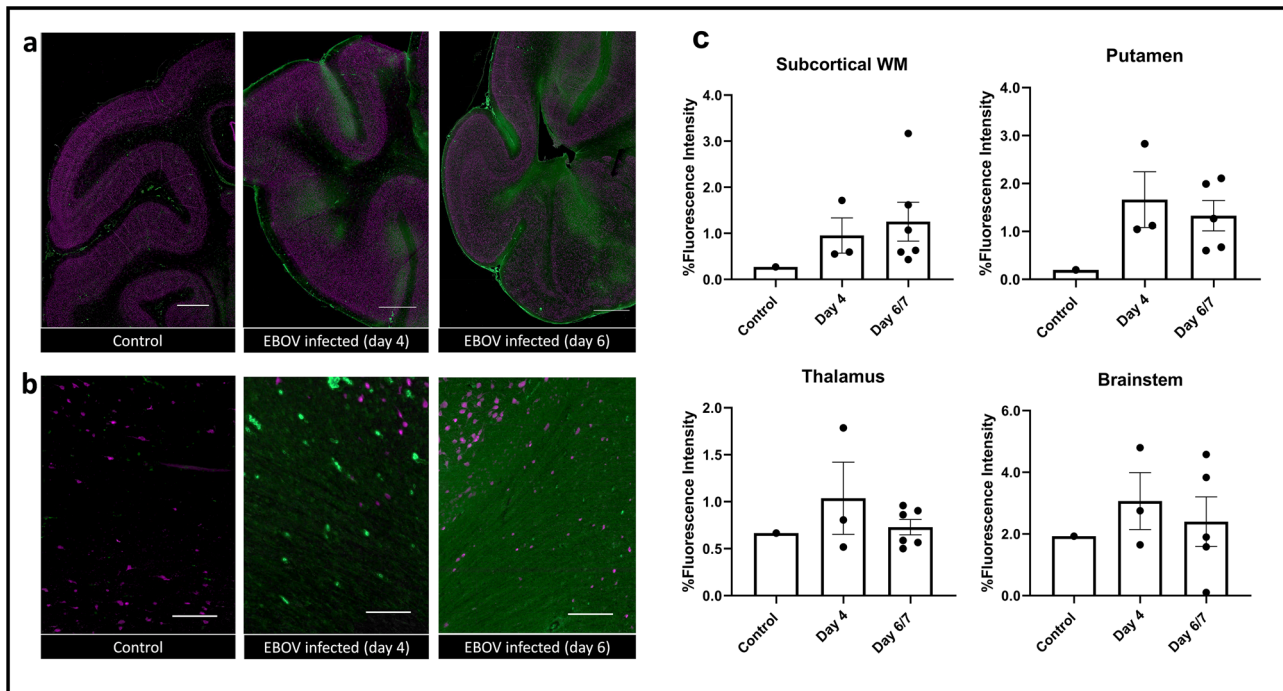 a
Control
EBOV infected (day 4)
EBOV infected (day 6)
b
Control
EBOV infected (day 4)
EBOV infected (day 6)
c
Subcortical WM
%Fluorescence Intensity
4.0
3.0
2.0
1.0
0.0
Control
Day 4
Day 6/7
Putamen
%Fluorescence Intensity
4.0
3.0
2.0
1.0
0.0
Control
Day 4
Day 6/7
Thalamus
%Fluorescence Intensity
2.0
1.5
1.0
0.5
0.0
Control
Day 4
Day 6/7
Brainstem
%Fluorescence Intensity
6.0
4.0
2.0
0.0
Control
Day 4
Day 6/7